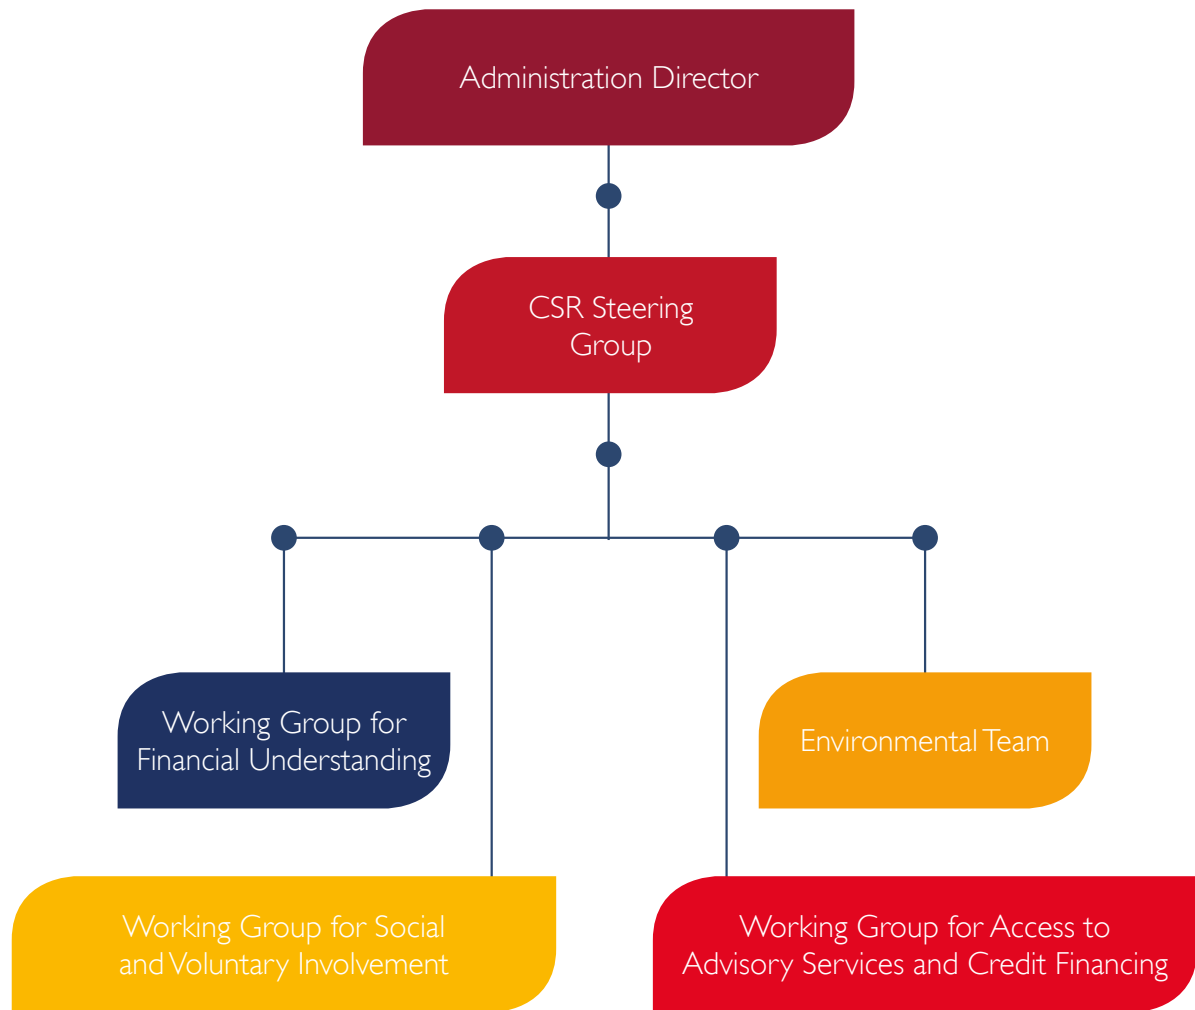 Administration Director
CSR Steering
Group
Working Group for
Financial Understanding
Environmental Team
Working Group for Social
and Voluntary Involvement
Working Group for Access to
Advisory Services and Credit Financing